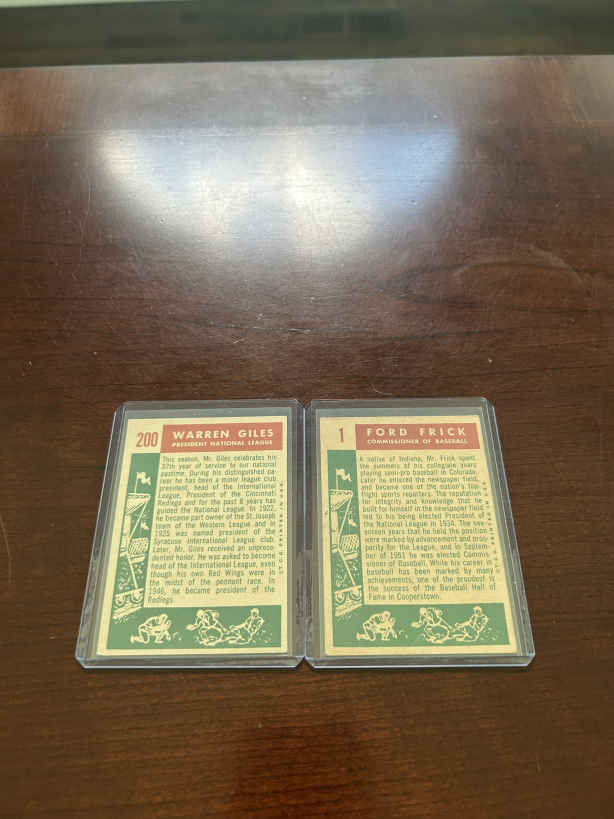 200
WARREN GILES
PRESIDENT NATIONAL LEAGUE
This season, Mr. Giles celebrates his
37th year of service to our national
pastime. During his distinguished ca-
reer he has been a minor league club
president, head of the International
League, President of the Cincinnati
Redlegs and for the past 8 years has
guided the National League. In 1922,
he became part owner of the St. Joseph
team of the Western League and in
1925 was named president of the
Syracuse International League club.
Later, Mr. Giles received an unprece-
dented honor. He was asked to become
head of the International League, even
though his own Red Wings were in
the midst of the pennant race. In
1946, he became president of the
Redlegs.
©T.C.G. PRINTED IN U.S.A.
1
FORD FRICK
COMMISSIONER OF BASEBALL
A native of Indiana, Mr. Frick spent
the summers of his collegiate years
playing semi-pro baseball in Colorado.
Later he entered the newspaper field,
and became one of the nation's top-
flight sports reporters. The reputation
for integrity and knowledge that he
built for himself in the newspaper field
led to his being elected President of
the National League in 1934. The sev-
enteen years that he held the position
were marked by advancement and pros-
perity for the League, and in Septem-
ber of 1951 he was elected Commis-
sioner of Baseball. While his career in
baseball has been marked by many
achievements, one of the proudest is
the success of the Baseball Hall of
Fame in Cooperstown.